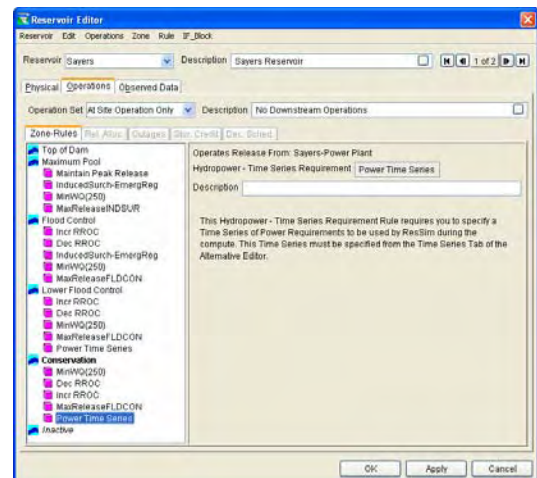 Reservoir Editor
Reservoir Edit Operations Zone Rule IF_Block
Reservoir Sayers Description Sayers Reservoir 1 of 2
Physical Operations Observed Data
Operation Set At Site Operation Only Description No Downstream Operations
Zone-Rules Rel. Alloc. Outages Stor. Credit Dec. Sched.
Top of Dam
Maximum Pool
Maintain Peak Release
InducedSurch-EmergReg
MinWQ(250)
MaxReleaseINDSUR
Flood Control
Incr RROC
Dec RROC
InducedSurch-EmergReg
MinWQ(250)
MaxReleaseFLDCON
Lower Flood Control
Incr RROC
Dec RROC
MinWQ(250)
MaxReleaseFLDCON
Power Time Series
Conservation
MinWQ(250)
Dec RROC
Incr RROC
MaxReleaseFLDCON
Power Time Series
Inactive
Operates Release From: Sayers-Power Plant
Hydropower - Time Series Requirement Power Time Series
Description
This Hydropower - Time Series Requirement Rule requires you to specify a
Time Series of Power Requirements to be used by ResSim during the
compute. This Time Series must be specified from the Time Series Tab of the
Alternative Editor.
OK Apply Cancel